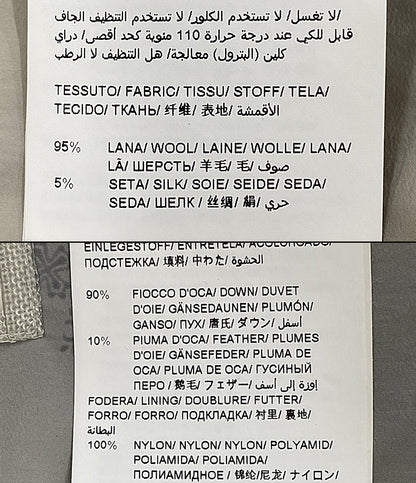 لا تغسل/ لا تستخدم الكلور/ لا تستخدم التنظيف الجاف/
قابل للكي عند درجة حرارة 110 مئوية كحد أقصى/ دراي
كلين (البترول) معالجة/ هل التنظيف لا الرطب
TESSUTO/ FABRIC/ TISSU/ STOFF/ TELA/
TECIDO/ ТКАНЬ/ 纤维/ 表地/ الأقمشة
95% LANA/ WOOL/ LAINE/ WOLLE/ LANA/
LÃ/ ШЕРСТЬ/ 羊毛/ 毛/ صوف
5% SETA/ SILK/ SOIE/ SEIDE/ SEDA/
SEDA/ ШЕЛК / 丝绸/ 絹/ حري
EINLEGESTOFF/ ENTRETELA/ ACOLCHOADO/
ПОДСТЕЖКА/ 填料/ 中わた/ الحشوة
90% FIOCCO D'OCA/ DOWN/ DUVET
D'OIE/ GÄNSEDAUNEN/ PLUMÓN/
GANSO/ ПУХ/ 唐氏/ ダウン/ أسفل
10% PIUMA D'OCA/ FEATHER/ PLUMES
D'OIE/ GÄNSEFEDER/ PLUMA DE
OCA/ PLUMA DE OCA/ ГУСИНЫЙ
ПЕРО / 鹅毛/ フェザー/ إوزة إلى أسف
FODERA/ LINING/ DOUBLURE/ FUTTER/
FORRO/ FORRO/ ПОДКЛАДКА/ 衬里/ 裏地/
البطانة
100% NYLON/ NYLON/ NYLON/ POLYAMID/
POLIAMIDA/ POLIAMIDA/
ПОЛИАМИДНОЕ / 锦纶/尼龙/ ナイロン/